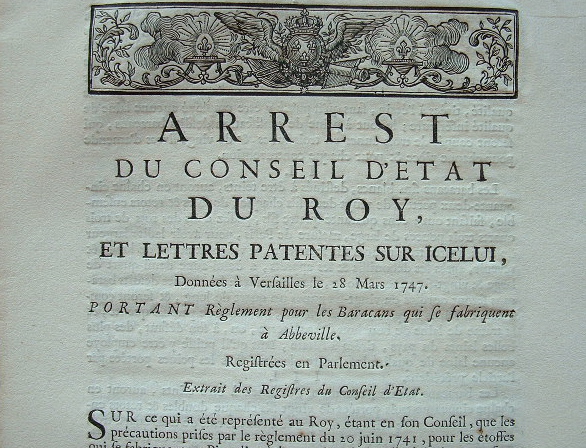 ARREST
DU CONSEIL D'ETAT
DU ROY,
ET LETTRES PATENTES SUR ICELUI,
Données à Verſailles le 28 Mars 1747.
PORTANT Règlement pour les Baracans qui ſe fabriquent
à Abbeville.
Regiſtrées en Parlement.
Extrait des Regiſtres du Conſeil d'Etat.
SUR ce qui a été repréſenté au Roy, étant en ſon Conſeil, que les
précautions priſes par le règlement du 20 juin 1741, pour les étoffes
qui ſe fabriquent